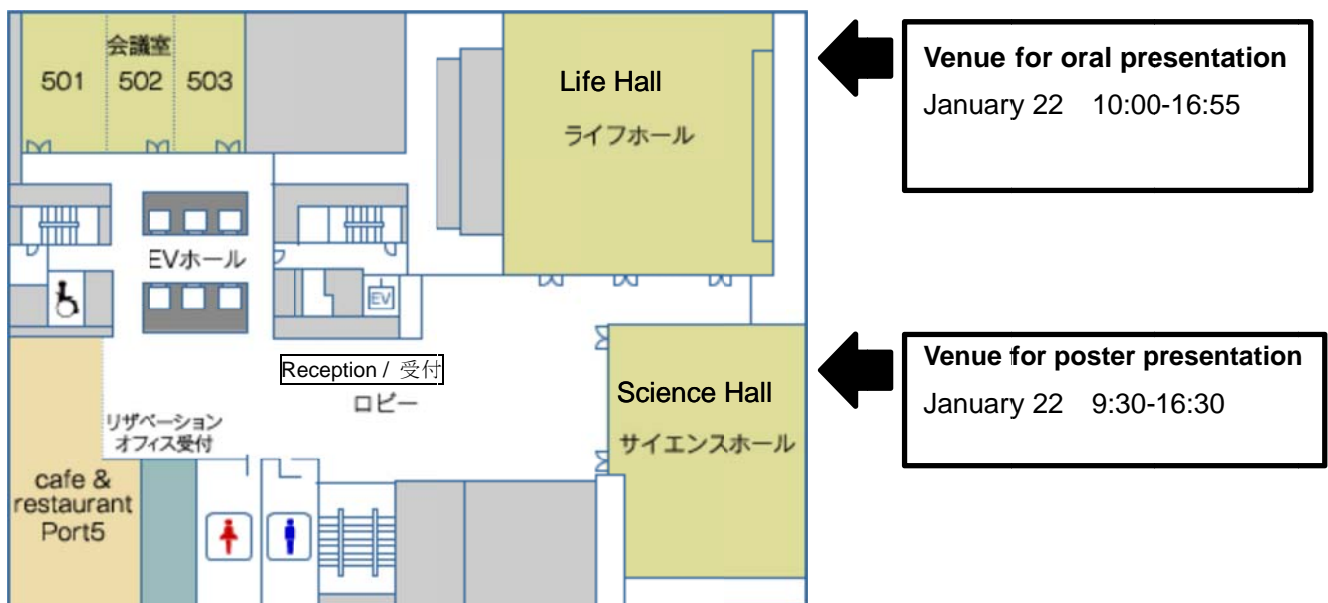 会議室
501 502 503
Life Hall
ライフホール
Venue for oral presentation
January 22 10:00-16:55
EVホール
EV
Reception / 受付
ロビー
リザベーション
オフィス受付
Science Hall
サイエンスホール
Venue for poster presentation
January 22 9:30-16:30
cafe &
restaurant
Port5